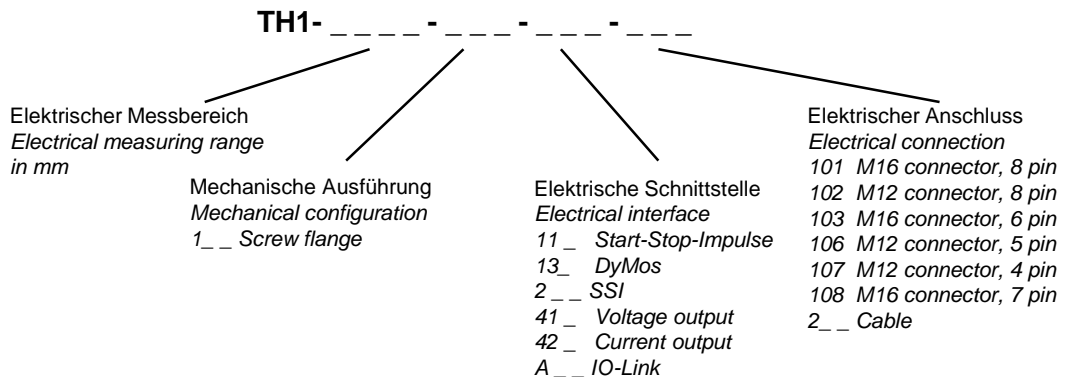 TH1- _ _ _ _ - _ _ _ - _ _ _ - _ _ _
Elektrischer Messbereich
Electrical measuring range
in mm
Mechanische Ausführung
Mechanical configuration
1_ _ Screw flange
Elektrische Schnittstelle
Electrical interface
11 _ Start-Stop-Impulse
13_ DyMos
2 _ _ SSI
41 _ Voltage output
42 _ Current output
A _ _ IO-Link
Elektrischer Anschluss
Electrical connection
101 M16 connector, 8 pin
102 M12 connector, 8 pin
103 M16 connector, 6 pin
106 M12 connector, 5 pin
107 M12 connector, 4 pin
108 M16 connector, 7 pin
2_ _ Cable